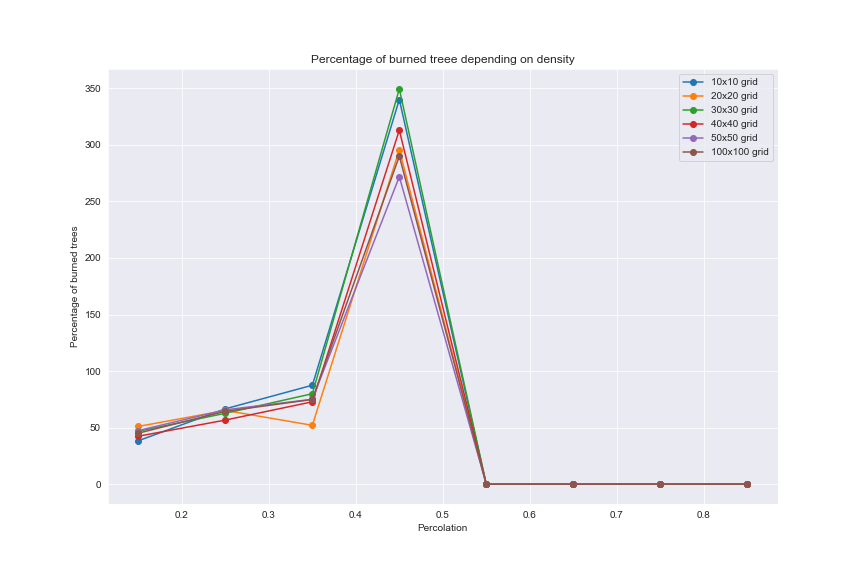 Percentage of burned treee depending on density
10x10 grid
20x20 grid
30x30 grid
40x40 grid
50x50 grid
100x100 grid
Percentage of burned trees
350
300
250
200
150
100
50
0
0.2 0.3 0.4 0.5 0.6 0.7 0.8
Percolation